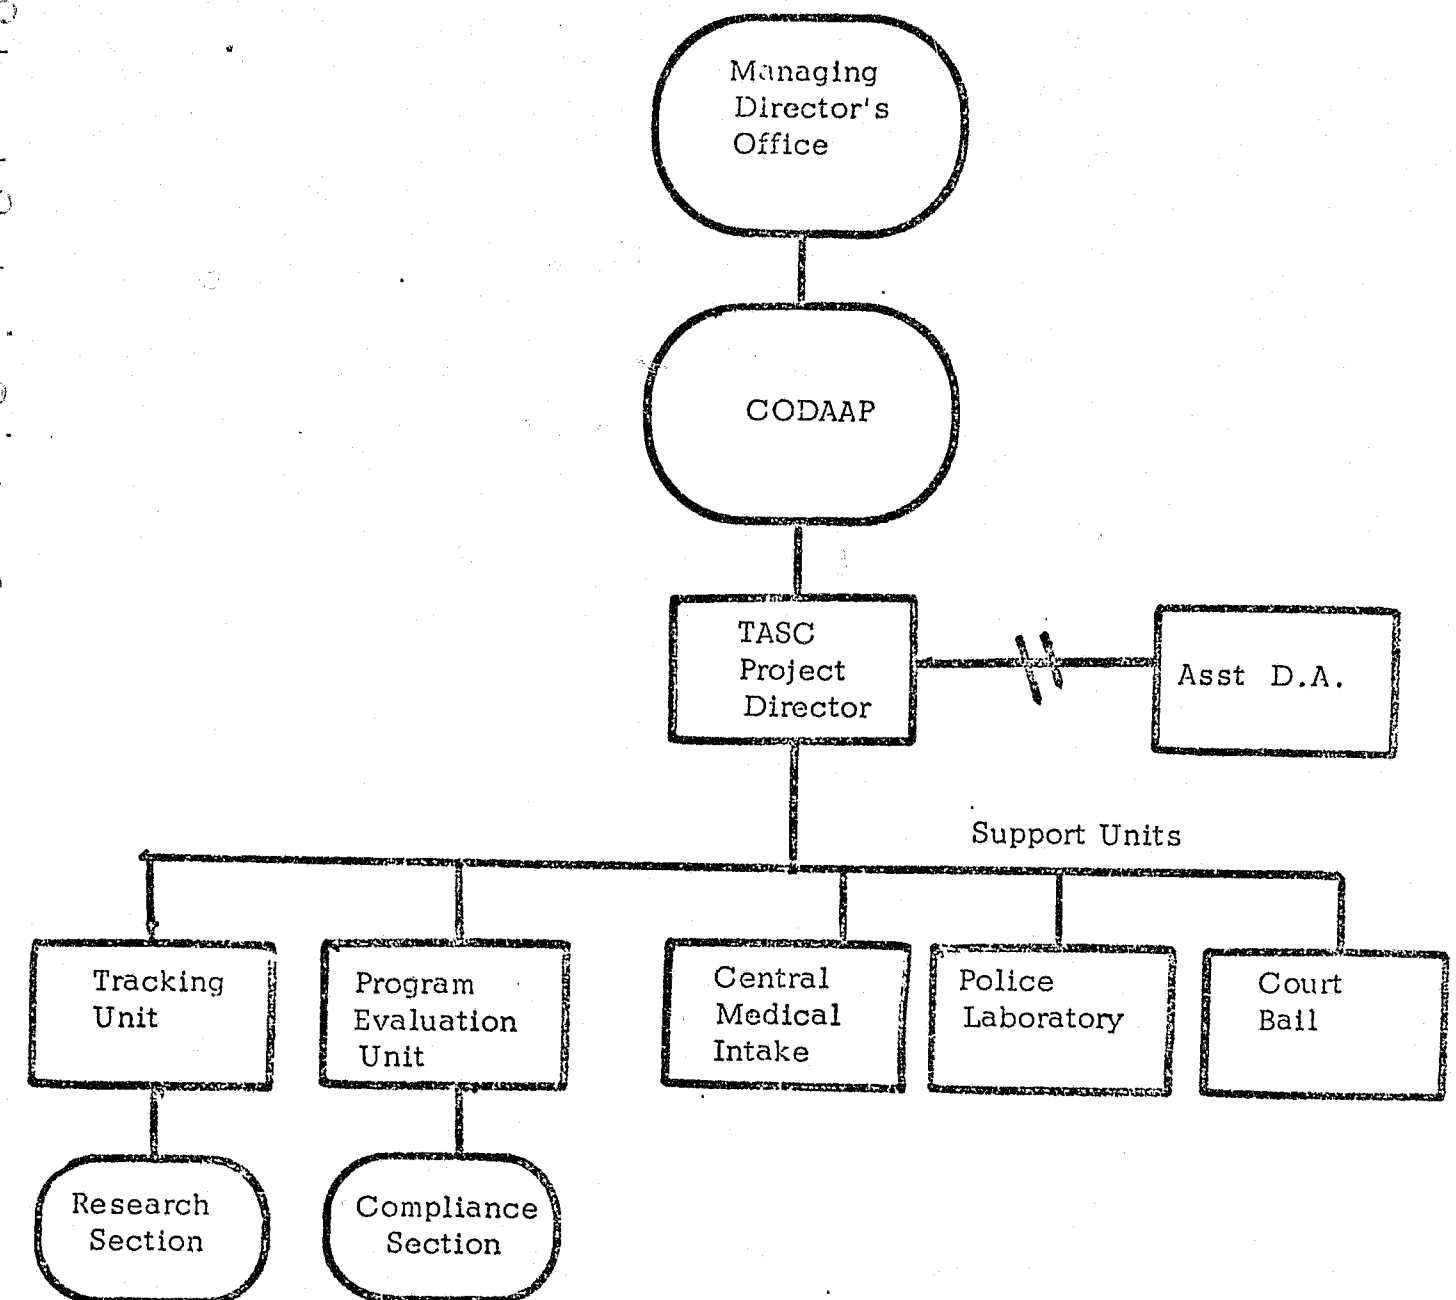 Managing
Director's
Office
CODAAP
TASC
Project
Director
Asst D.A.
Support Units
Tracking
Unit
Program
Evaluation
Unit
Central
Medical
Intake
Police
Laboratory
Court
Bail
Research
Section
Compliance
Section